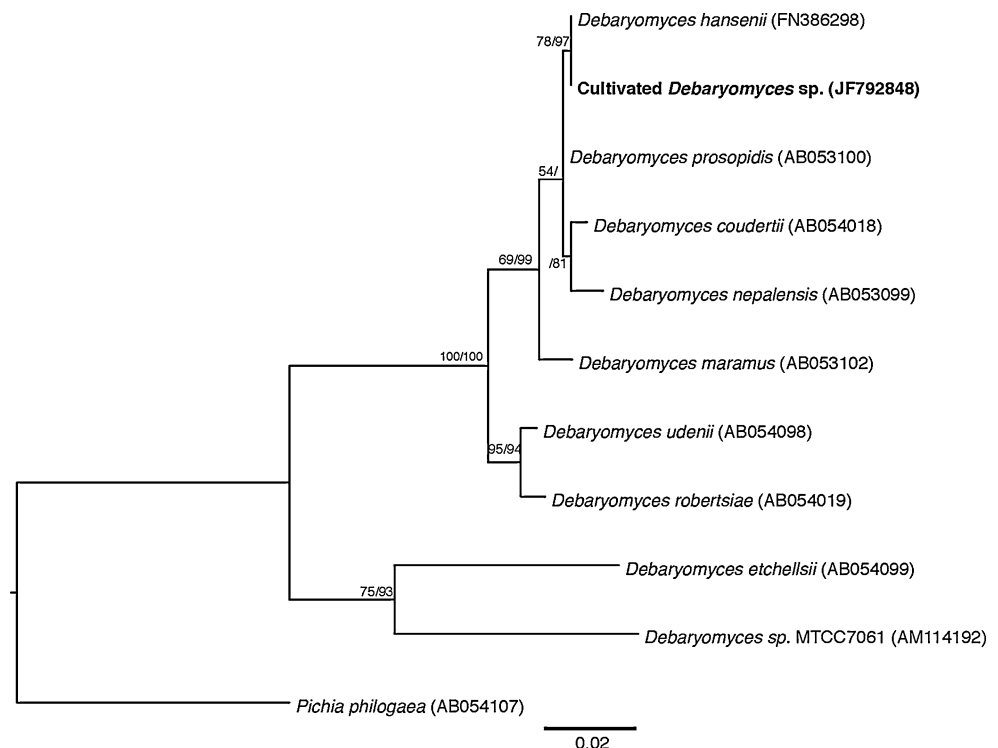 Debaryomyces hansenii (FN386298)
78/97
Cultivated Debaryomyces sp. (JF792848)
Debaryomyces prosopidis (AB053100)
54/
Debaryomyces coudertii (AB054018)
/81
69/99
Debaryomyces nepalensis (AB053099)
100/100
Debaryomyces maramus (AB053102)
Debaryomyces udenii (AB054098)
95/94
Debaryomyces robertsiae (AB054019)
Debaryomyces etchellsii (AB054099)
75/93
Debaryomyces sp. MTCC7061 (AM114192)
Pichia philogaea (AB054107)
0.02